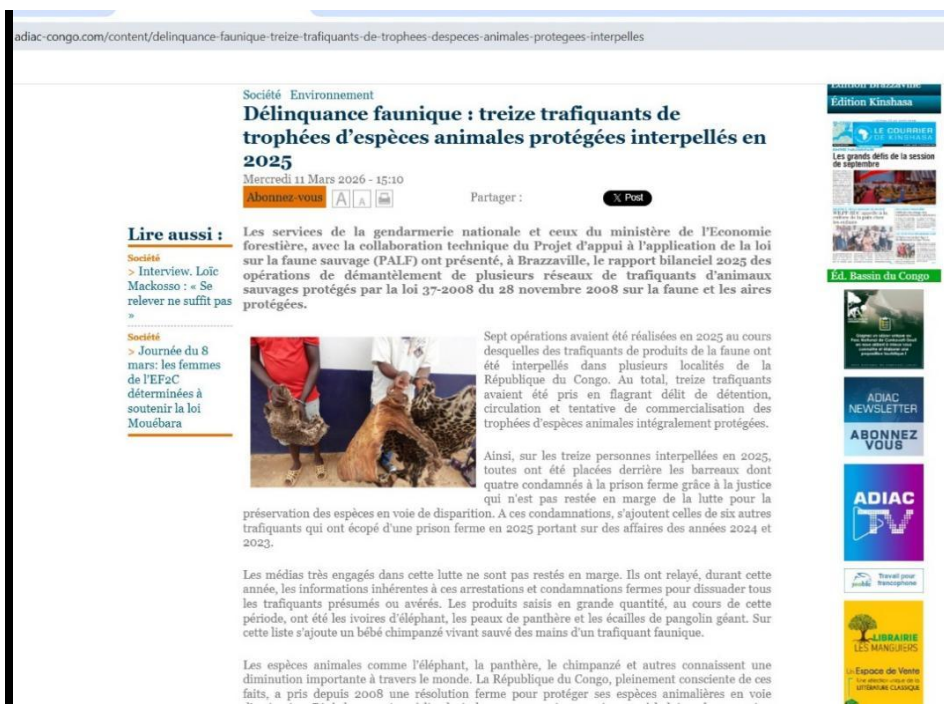 adiac-congo.com/content/delinquance-faunique-treize-trafiquants-de-trophees-despeces-animales-protegees-interpelles
Société Environnement
Délinquance faunique : treize trafiquants de
trophées d'espèces animales protégées interpellés en
2025
Mercredi 11 Mars 2026 - 15:10
Abonnez-vous A A
Partager :
X Post
Lire aussi :
Société
> Interview. Loïc
Mackosso : « Se
relever ne suffit pas
»
Société
> Journée du 8
mars: les femmes
de l'EF2C
déterminées à
soutenir la loi
Mouébara
Les services de la gendarmerie nationale et ceux du ministère de l'Economie
forestière, avec la collaboration technique du Projet d'appui à l'application de la loi
sur la faune sauvage (PALF) ont présenté, à Brazzaville, le rapport bilanciel 2025 des
opérations de démantèlement de plusieurs réseaux de trafiquants d'animaux
sauvages protégés par la loi 37-2008 du 28 novembre 2008 sur la faune et les aires
protégées.
Sept opérations avaient été réalisées en 2025 au cours
desquelles des trafiquants de produits de la faune ont
été interpellés dans plusieurs localités de la
République du Congo. Au total, treize trafiquants
avaient été pris en flagrant délit de détention,
circulation et tentative de commercialisation des
trophées d'espèces animales intégralement protégées.
Ainsi, sur les treize personnes interpellées en 2025,
toutes ont été placées derrière les barreaux dont
quatre condamnés à la prison ferme grâce à la justice
qui n'est pas restée en marge de la lutte pour la
préservation des espèces en voie de disparition. A ces condamnations, s'ajoutent celles de six autres
trafiquants qui ont écopé d'une prison ferme en 2025 portant sur des affaires des années 2024 et
2023.
Les médias très engagés dans cette lutte ne sont pas restés en marge. Ils ont relayé, durant cette
année, les informations inhérentes à ces arrestations et condamnations fermes pour dissuader tous
les trafiquants présumés ou avérés. Les produits saisis en grande quantité, au cours de cette
période, ont été les ivoires d'éléphant, les peaux de panthère et les écailles de pangolin géant. Sur
cette liste s'ajoute un bébé chimpanzé vivant sauvé des mains d'un trafiquant faunique.
Les espèces animales comme l'éléphant, la panthère, le chimpanzé et autres connaissent une
diminution importante à travers le monde. La République du Congo, pleinement consciente de ces
faits, a pris depuis 2008 une résolution ferme pour protéger ses espèces animalières en voie
Édition Brazzaville
Édition Kinshasa
LE COURRIER
DE KINSHASA
Les grands défis de la session
de septembre
Éd. Bassin du Congo
ADIAC
NEWSLETTER
ABONNEZ
VOUS
ADIAC
TV
Travail pour
francophone
LIBRAIRIE
LES MANGUIERS
Un Espace de Vente
Une sélection unique de la
LITTÉRATURE CLASSIQUE